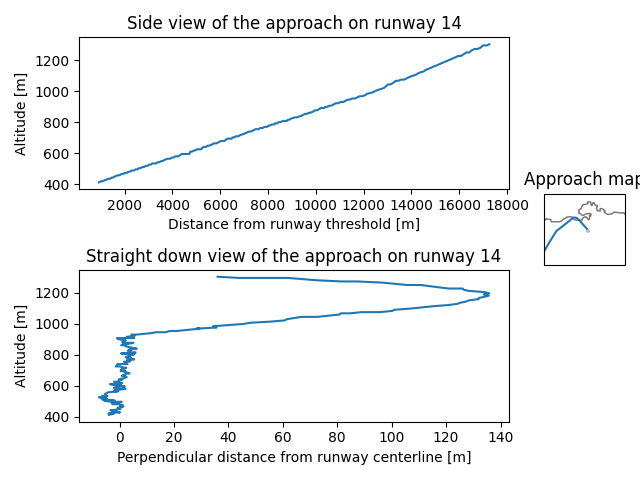 Side view of the approach on runway 14
Altitude [m]
1200
1000
800
600
400
2000 4000 6000 8000 10000 12000 14000 16000 18000
Distance from runway threshold [m]
Approach map
Straight down view of the approach on runway 14
Altitude [m]
1200
1000
800
600
400
0 20 40 60 80 100 120 140
Perpendicular distance from runway centerline [m]